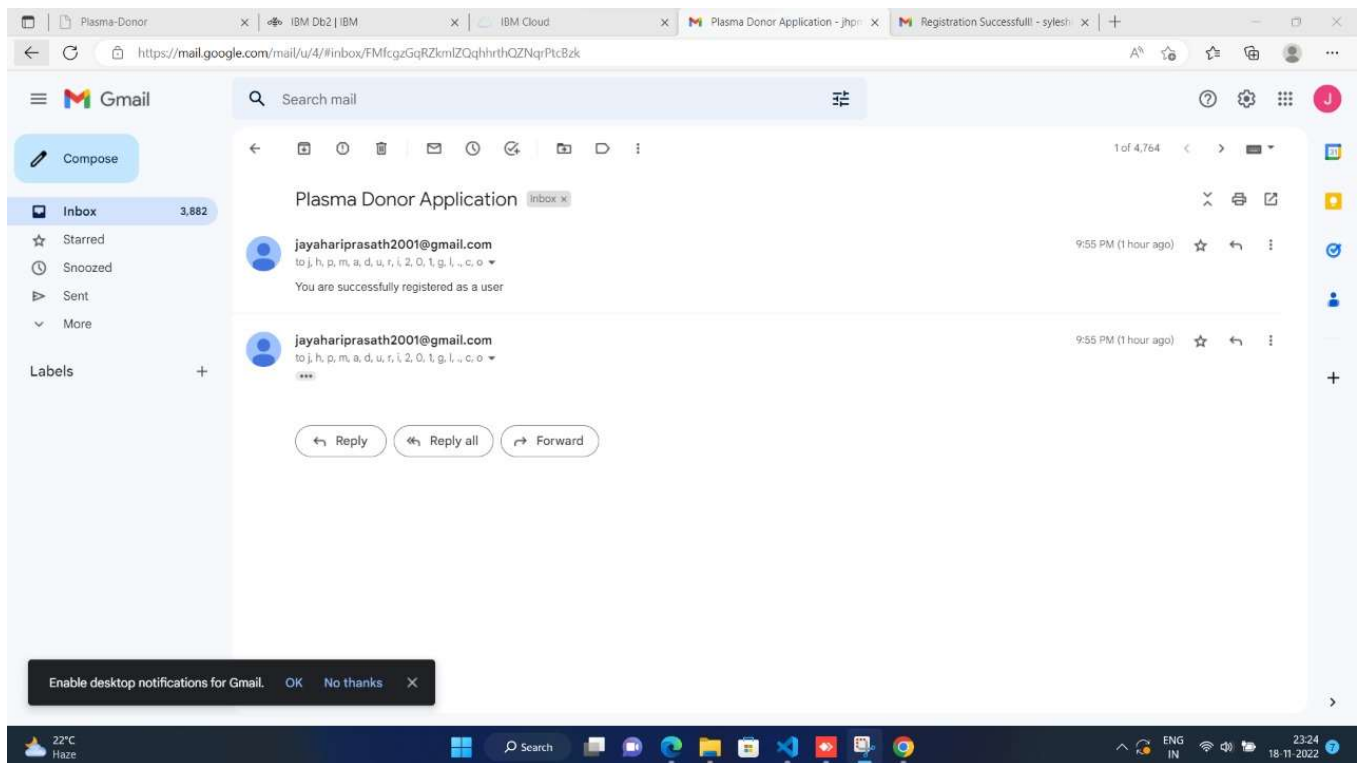 Plasma-Donor
IBM Db2 | IBM
IBM Cloud
Plasma Donor Application - jhpn
Registration Successfull! - sylesh
https://mail.google.com/mail/u/4/#inbox/FMfcgzGqRZkmlZQqhhrthQZNqrPtcBzk
Gmail
Search mail
J
Compose
1 of 4,764
31
Plasma Donor Application Inbox x
Inbox 3,882
jayahariprasath2001@gmail.com 9:55 PM (1 hour ago)
Starred
to j, h, p, m, a, d, u, r, i, 2, 0, 1, g, l, ., c, o
Snoozed
You are successfully registered as a user
Sent
More
jayahariprasath2001@gmail.com 9:55 PM (1 hour ago)
to j, h, p, m, a, d, u, r, i, 2, 0, 1, g, l, ., c, o
Labels
Reply Reply all Forward
Enable desktop notifications for Gmail. OK No thanks
22°C
Haze
Search
ENG
IN
23:24
18-11-2022
7